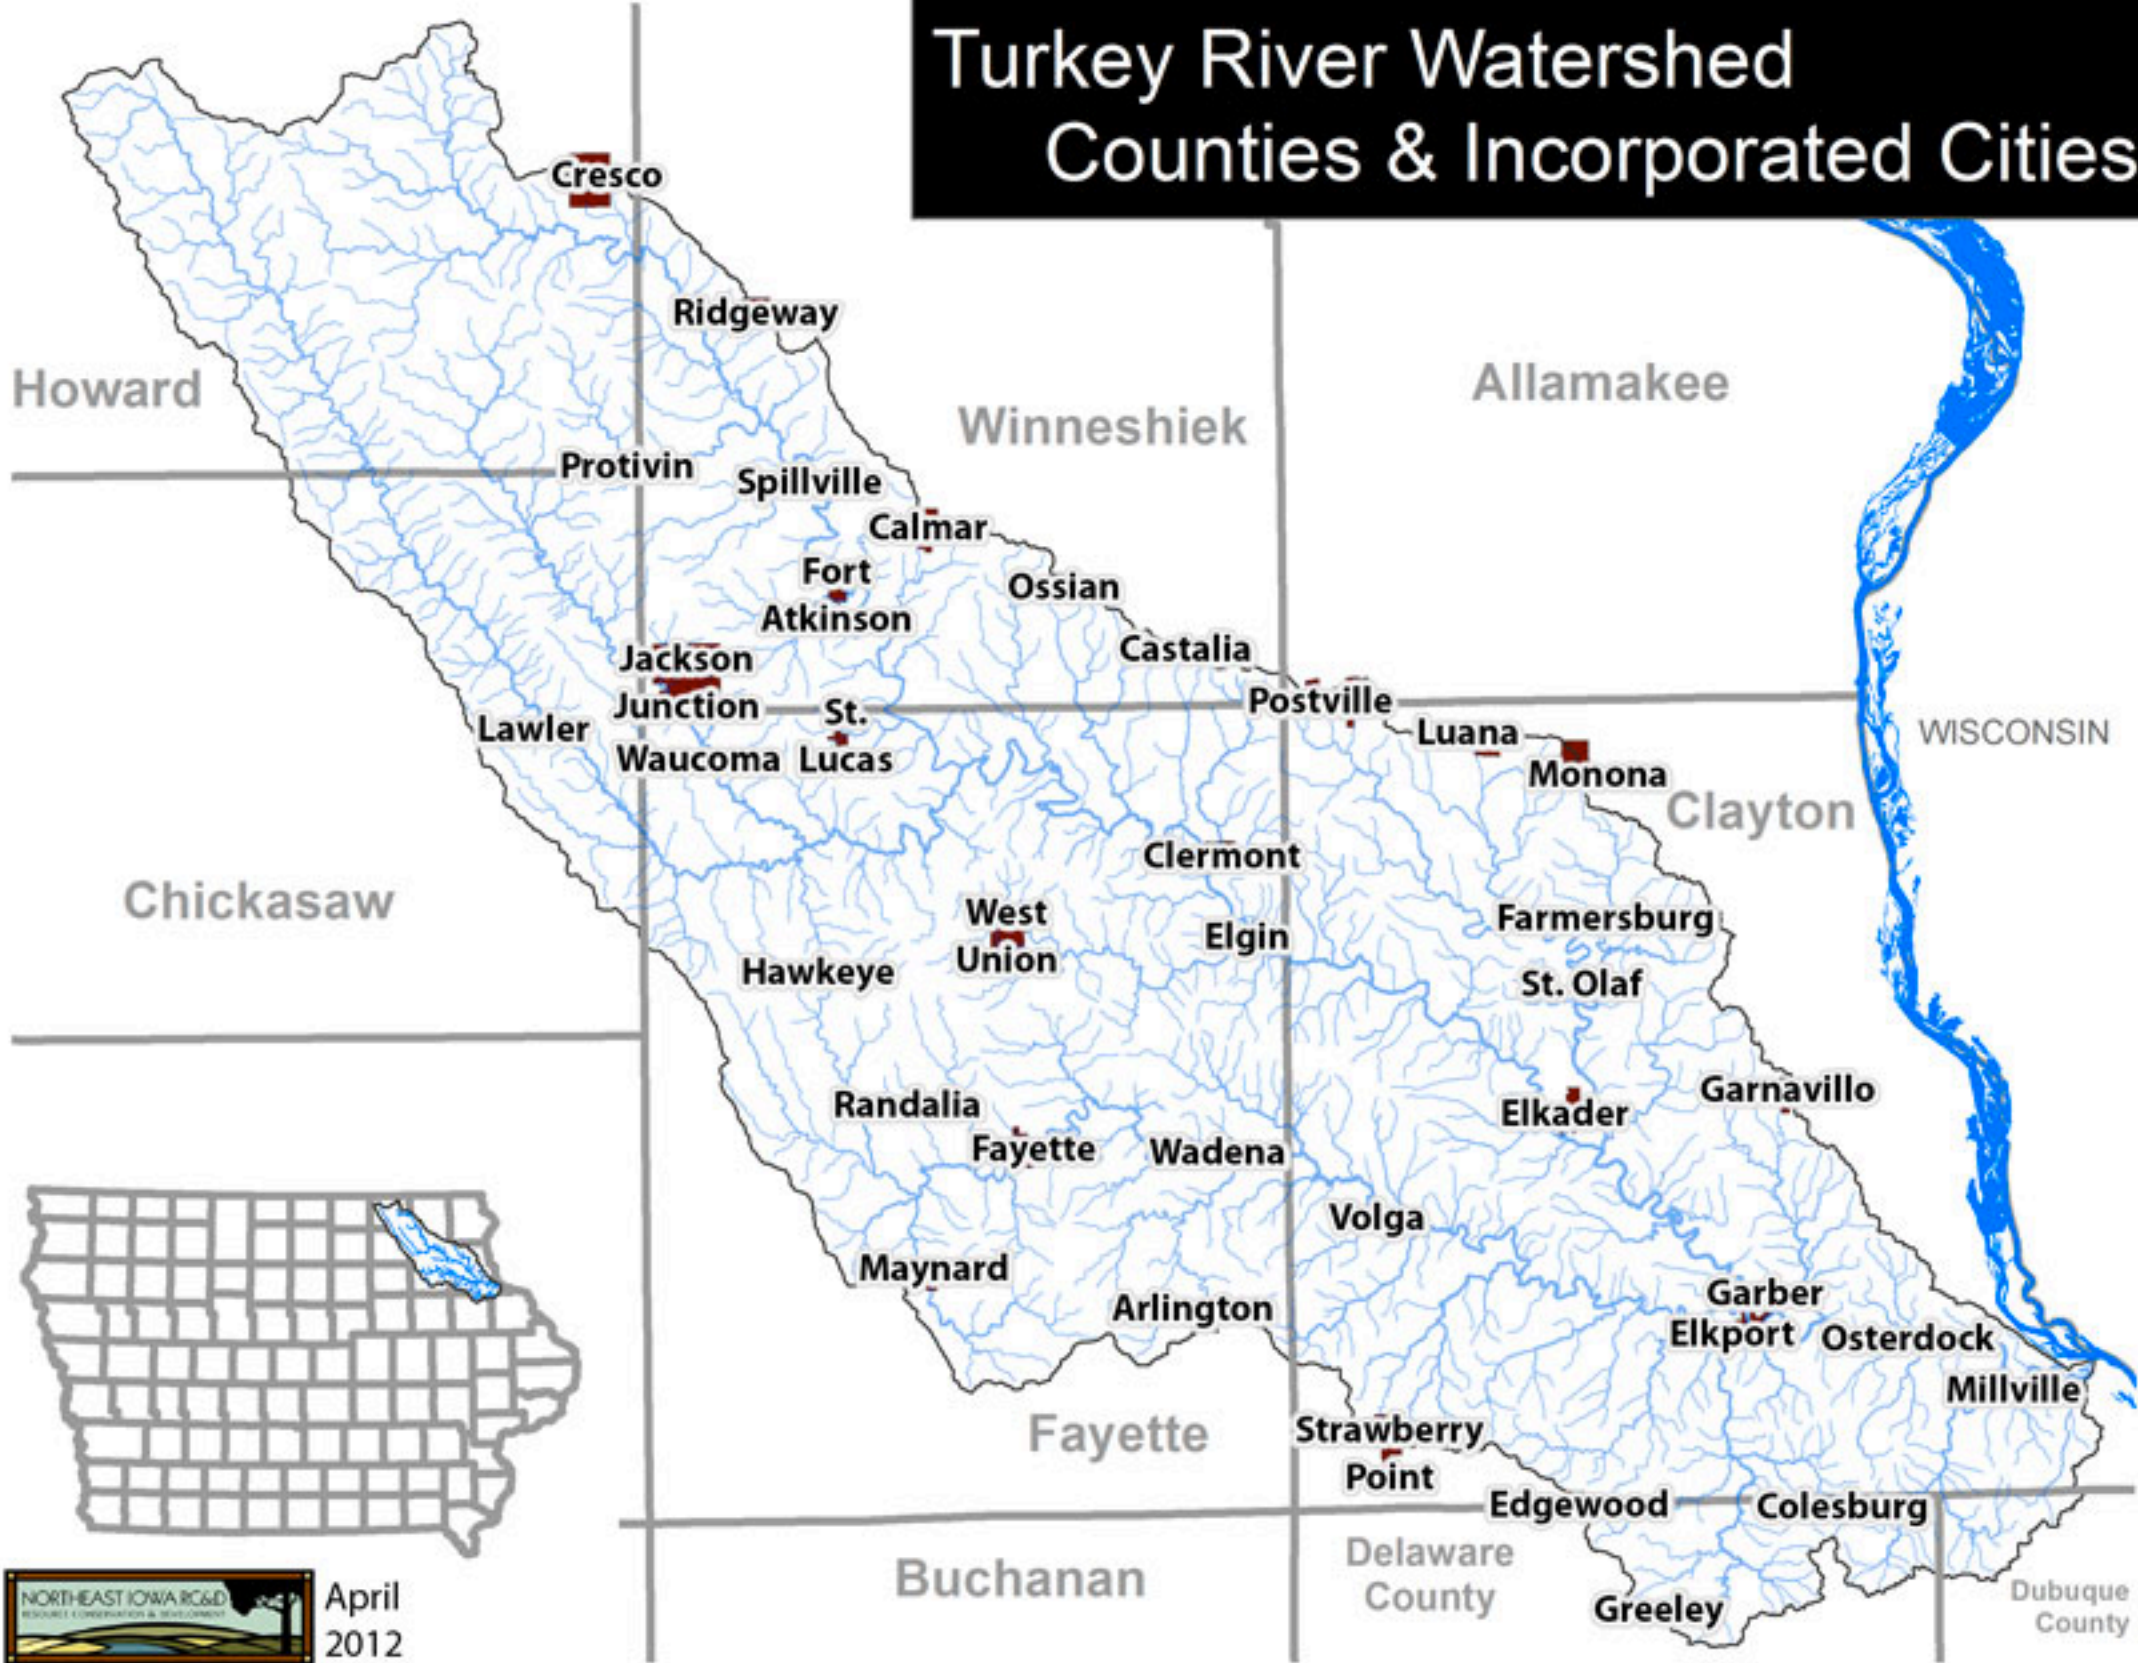 Turkey River Watershed
Counties & Incorporated Cities
Cresco
Ridgeway
Howard
Allamakee
Winneshiek
Protivin
Spillville
Calmar
Fort
Atkinson
Ossian
Castalia
Jackson
Junction
Postville
St.
Lucas
Lawler
Waucoma
Luana
WISCONSIN
Monona
Clayton
Clermont
Chickasaw
West
Union
Farmersburg
Elgin
Hawkeye
St. Olaf
Garnavillo
Randalia
Elkader
Fayette
Wadena
Volga
Maynard
Arlington
Garber
Elkport
Osterdock
Millville
Fayette
Strawberry
Point
Edgewood
Colesburg
Buchanan
Delaware
County
Greeley
Dubuque
County
NORTHEAST IOWA RC&D
RESOURCE CONSERVATION & DEVELOPMENT
April
2012